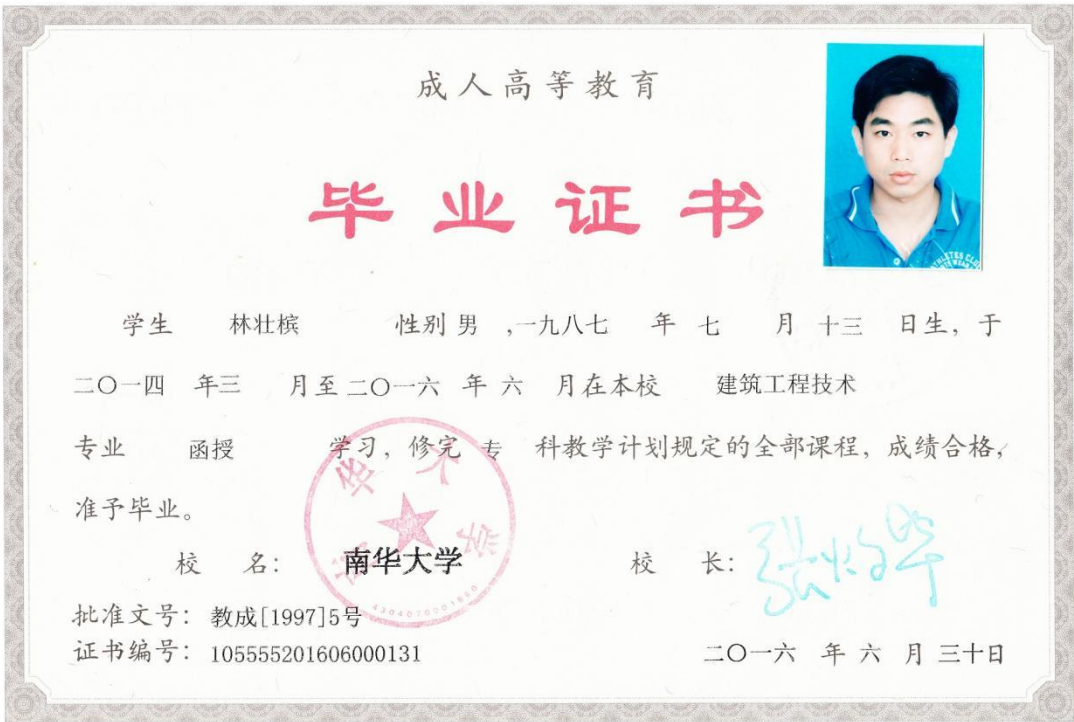 成人高等教育
毕业证书
学生 林壮槟 性别 男 ,一九八七 年 七 月 十三 日生，于
二〇一四 年三 月至二〇一六 年 六 月在本校 建筑工程技术
专业 函授 学习，修完 专 科教学计划规定的全部课程，成绩合格，
准予毕业。
校 名： 南华大学 校 长：
南华大学
批准文号：教成[1997]5号
证书编号：105555201606000131 二〇一六 年 六 月 三十日